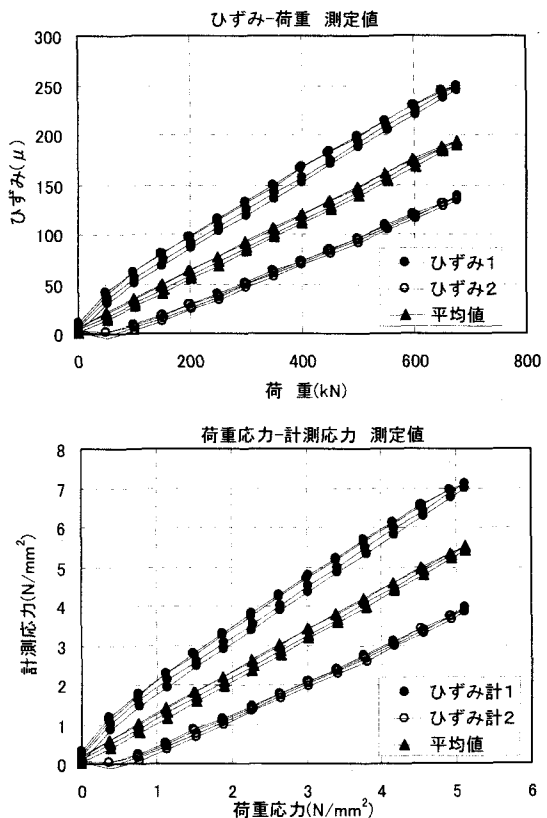 ひずみ-荷重 測定値
300
250
200
150
100
50
0
ひずみ(μ)
ひずみ1
ひずみ2
平均値
0 200 400 600 800
荷 重(kN)
荷重応力-計測応力 測定値
8
7
6
5
4
3
2
1
0
計測応力(N/mm²)
ひずみ計1
ひずみ計2
平均値
0 1 2 3 4 5 6
荷重応力(N/mm²)